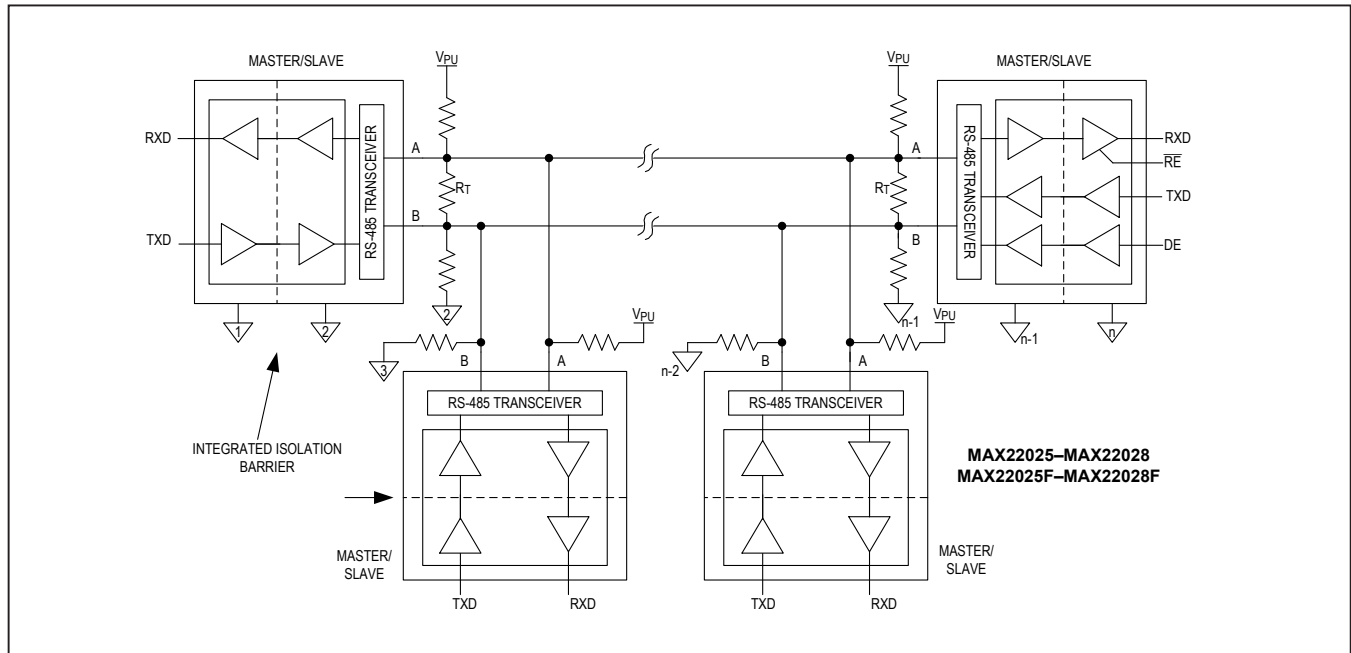 MASTER/SLAVE
VPU
VPU
MASTER/SLAVE
RXD
RS-485 TRANSCEIVER
A
A
RS-485 TRANSCEIVER
RXD
RE
RT
RT
TXD
TXD
B
B
DE
1
2
2
n-1
n-1
n
VPU
VPU
3
B
A
n-2
B
A
RS-485 TRANSCEIVER
RS-485 TRANSCEIVER
INTEGRATED ISOLATION
BARRIER
MAX22025–MAX22028
MAX22025F–MAX22028F
MASTER/
SLAVE
MASTER/
SLAVE
TXD
RXD
TXD
RXD